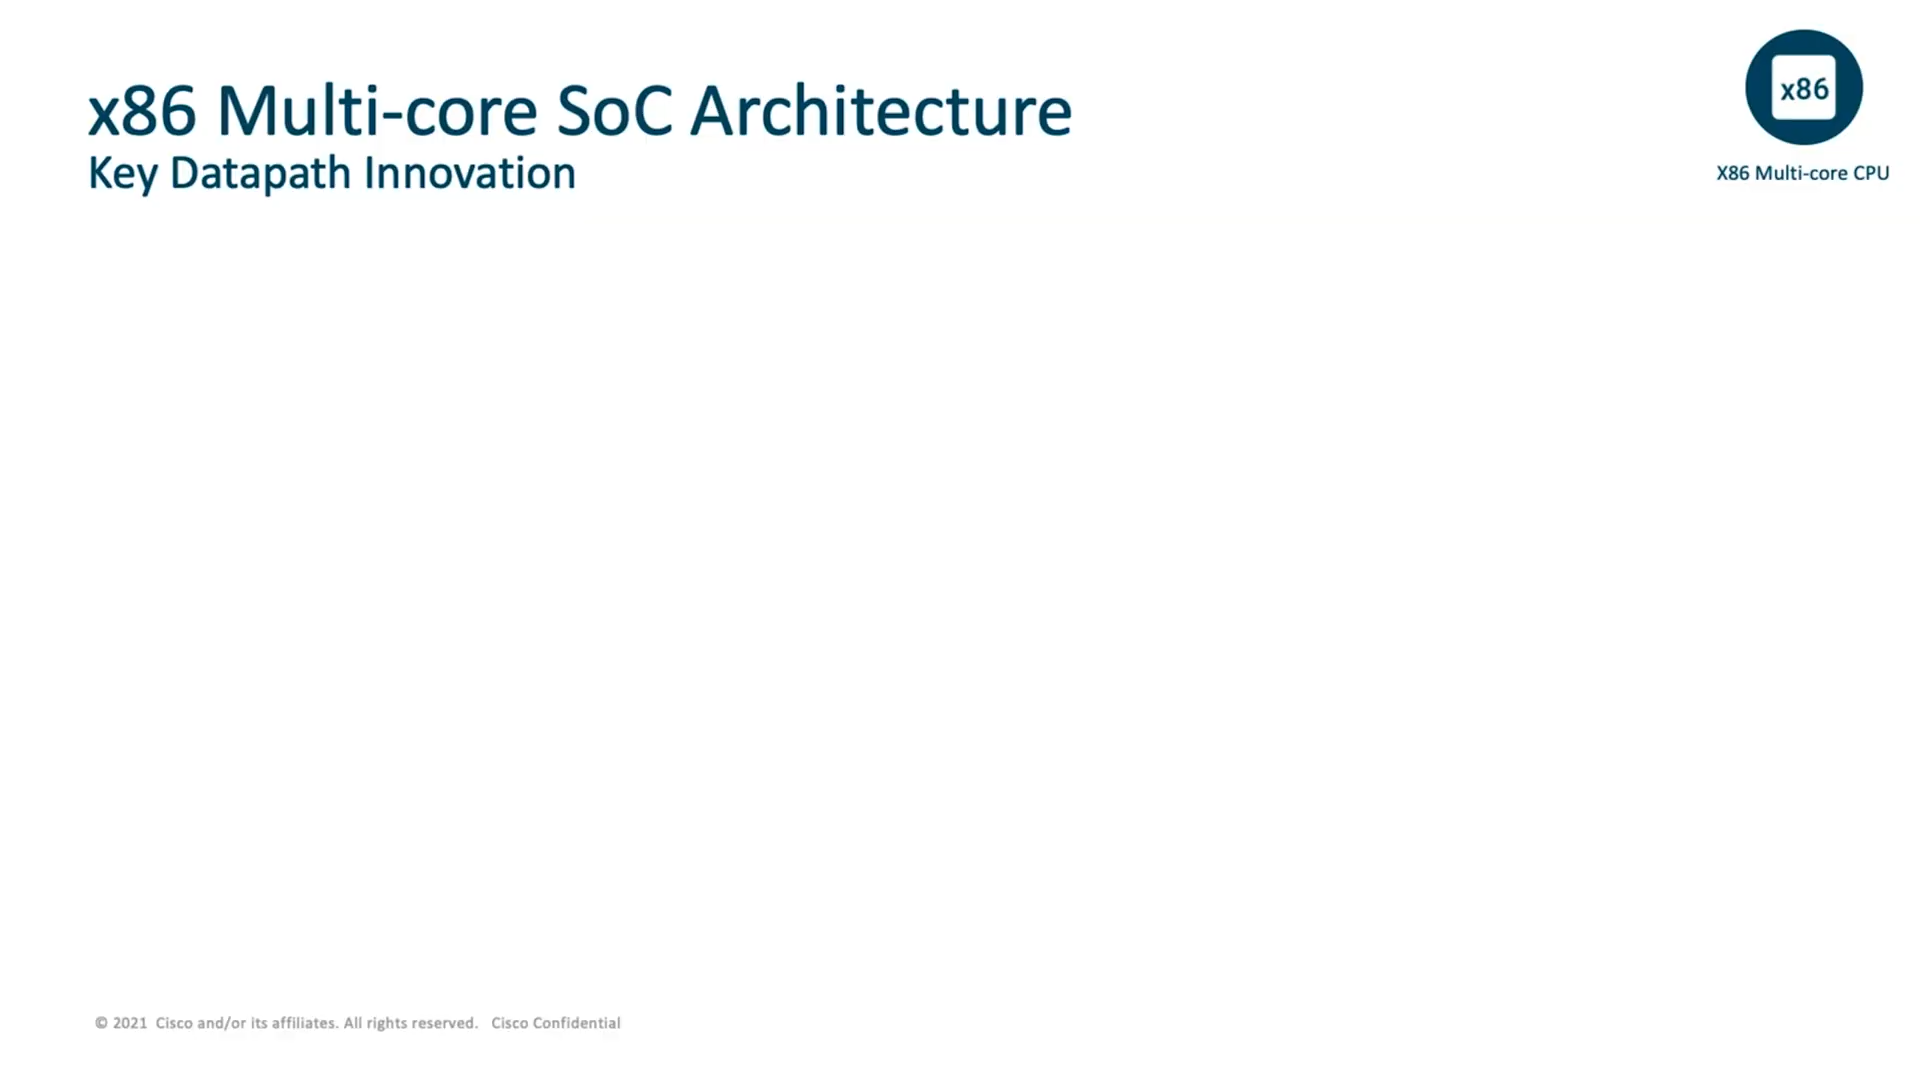 x86 Multi-core SoC Architecture
Key Datapath Innovation
x86
X86 Multi-core CPU
© 2021 Cisco and/or its affiliates. All rights reserved. Cisco Confidential